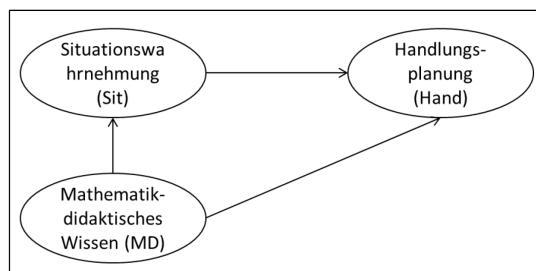 Situationswa
hrnehmung
(Sit)
Handlungs-
planung
(Hand)
Mathematik-
didaktisches
Wissen (MD)